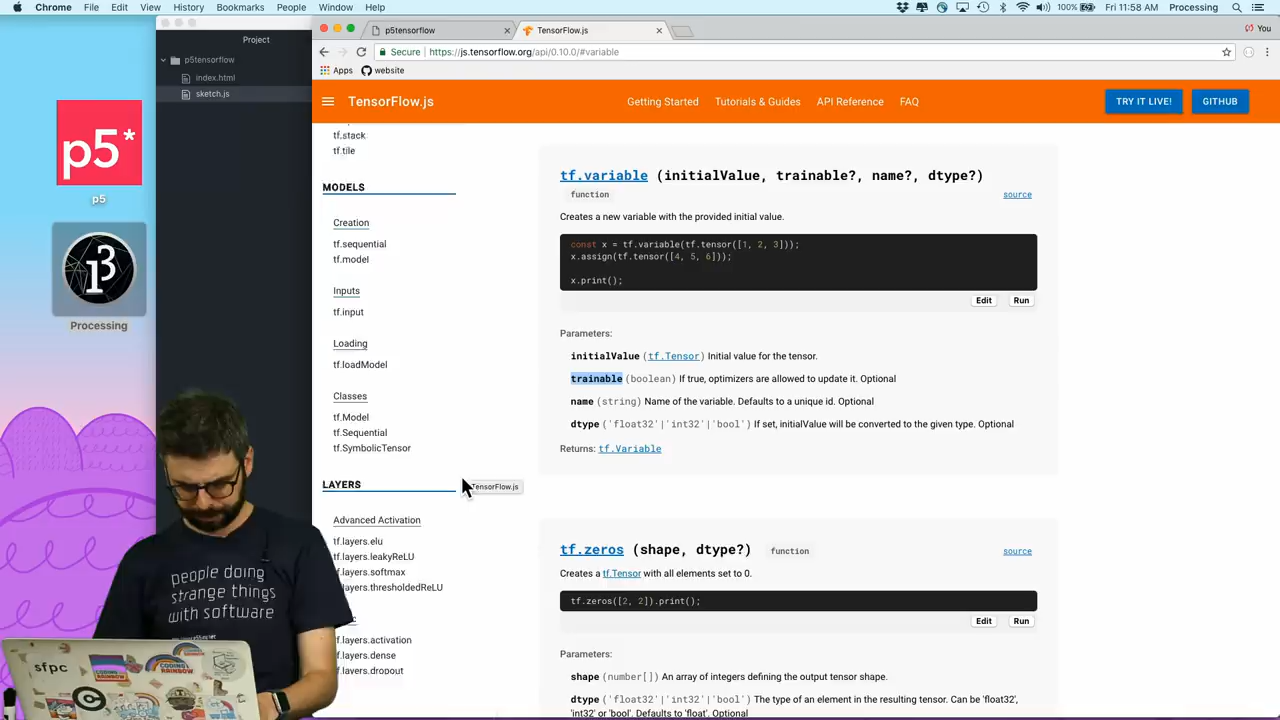 Chrome File Edit View History Bookmarks People Window Help 100% Fri 11:58 AM Processing
Project
p5tensorflow
index.html
sketch.js
p5*
p5
Processing
p5tensorflow
TensorFlow.js
You
Secure https://js.tensorflow.org/api/0.10.0/#variable
Apps website
TensorFlow.js
Getting Started Tutorials & Guides API Reference FAQ
TRY IT LIVE! GITHUB
tf.stack
tf.tile
MODELS
Creation
tf.sequential
tf.model
Inputs
tf.input
Loading
tf.loadModel
Classes
tf.Model
tf.Sequential
tf.SymbolicTensor
LAYERS
Advanced Activation
tf.layers.elu
tf.layers.leakyReLU
tf.layers.softmax
tf.layers.thresholdedReLU
tf.layers.activation
tf.layers.dense
tf.layers.dropout
TensorFlow.js
tf.variable (initialValue, trainable?, name?, dtype?)
function
source
Creates a new variable with the provided initial value.
const x = tf.variable(tf.tensor([1, 2, 3]));
x.assign(tf.tensor([4, 5, 6]));
x.print();
Edit Run
Parameters:
initialValue (tf.Tensor) Initial value for the tensor.
trainable (boolean) If true, optimizers are allowed to update it. Optional
name (string) Name of the variable. Defaults to a unique id. Optional
dtype ('float32'|'int32'|'bool') If set, initialValue will be converted to the given type. Optional
Returns: tf.Variable
tf.zeros (shape, dtype?) function
source
Creates a tf.Tensor with all elements set to 0.
tf.zeros([2, 2]).print();
Edit Run
Parameters:
shape (number[]) An array of integers defining the output tensor shape.
dtype ('float32'|'int32'|'bool') The type of an element in the resulting tensor. Can be 'float32',
'int32' or 'bool'. Defaults to 'float'. Optional
people doing
strange things
with software
sfpc
CODING
RAINBOW
CODING
RAINBOW